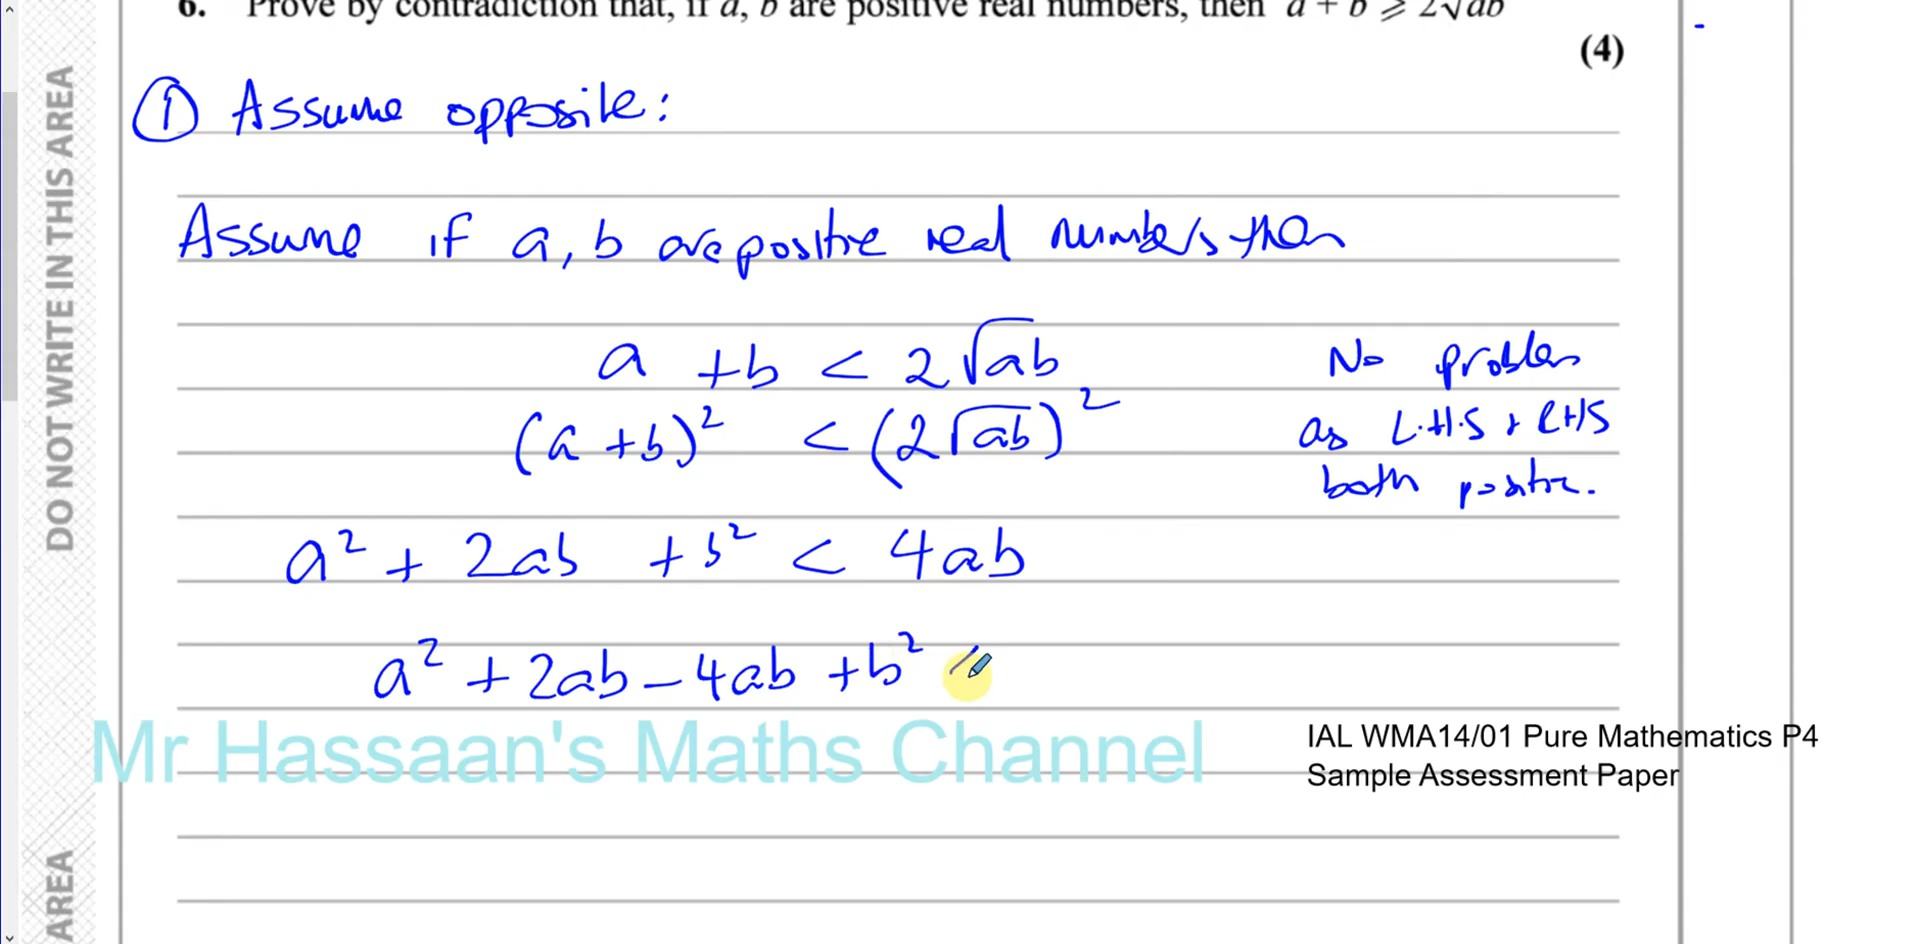 6. Prove by contradiction that, if a, b are positive real numbers, then a + b ⩾ 2√ab
(4)
① Assume opposite:
Assume if a, b are positive real numbers then
a + b < 2√ab
(a + b)² < (2√ab)²
No problem
as L.H.S + RHS
both positive.
a² + 2ab + b² < 4ab
a² + 2ab − 4ab + b²
Mr Hassaan's Maths Channel
IAL WMA14/01 Pure Mathematics P4
Sample Assessment Paper
DO NOT WRITE IN THIS AREA
AREA